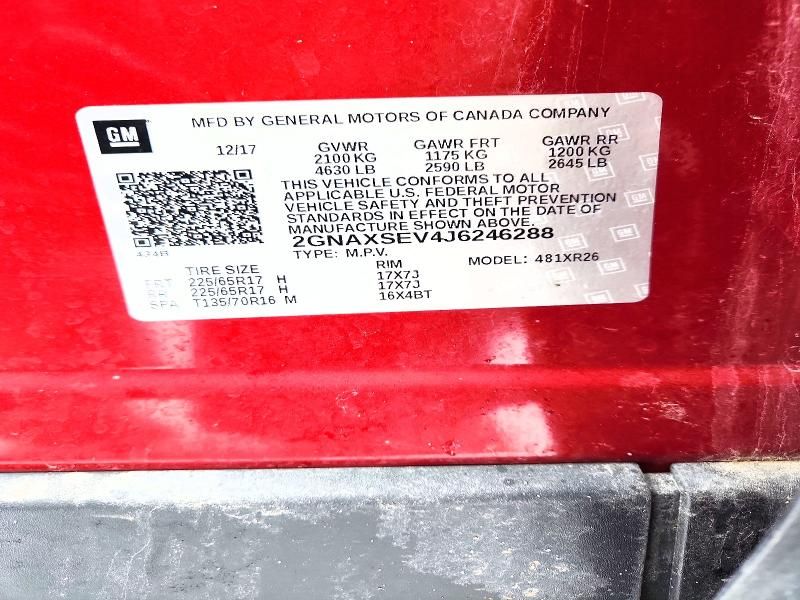 GM
MFD BY GENERAL MOTORS OF CANADA COMPANY
12/17 GVWR GAWR FRT GAWR RR
2100 KG 1175 KG 1200 KG
4630 LB 2590 LB 2645 LB
THIS VEHICLE CONFORMS TO ALL
APPLICABLE U.S. FEDERAL MOTOR
VEHICLE SAFETY AND THEFT PREVENTION
STANDARDS IN EFFECT ON THE DATE OF
MANUFACTURE SHOWN ABOVE.
2GNAXSEV4J6246288
434B TYPE: M.P.V. MODEL: 481XR26
TIRE SIZE RIM
FRT 225/65R17 H 17X7J
RR 225/65R17 H 17X7J
SPA T135/70R16 M 16X4BT